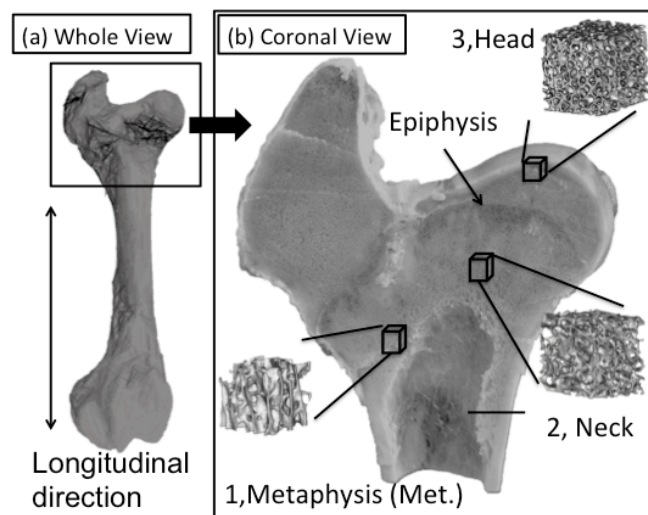 (a) Whole View
(b) Coronal View
3,Head
Epiphysis
2, Neck
Longitudinal
direction
1,Metaphysis (Met.)